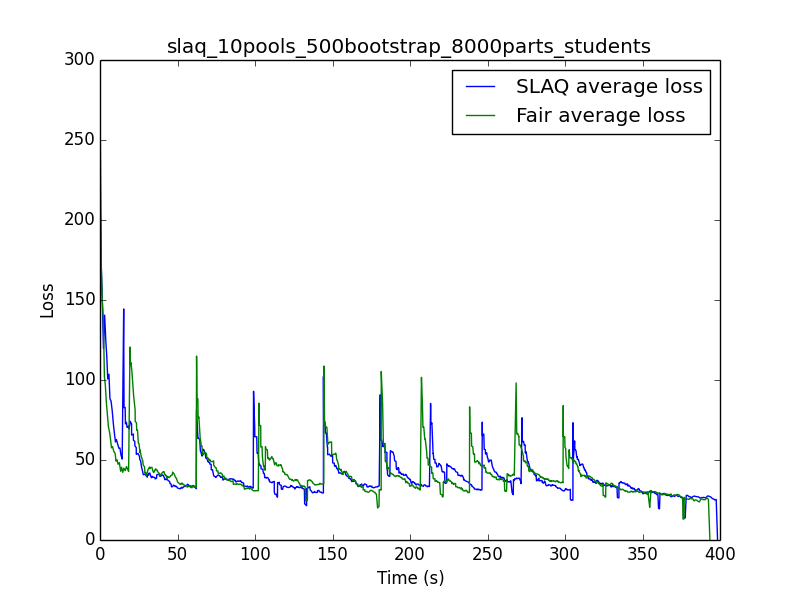 slaq_10pools_500bootstrap_8000parts_students
300
250
200
150
100
50
0
Loss
SLAQ average loss
Fair average loss
0 50 100 150 200 250 300 350 400
Time (s)